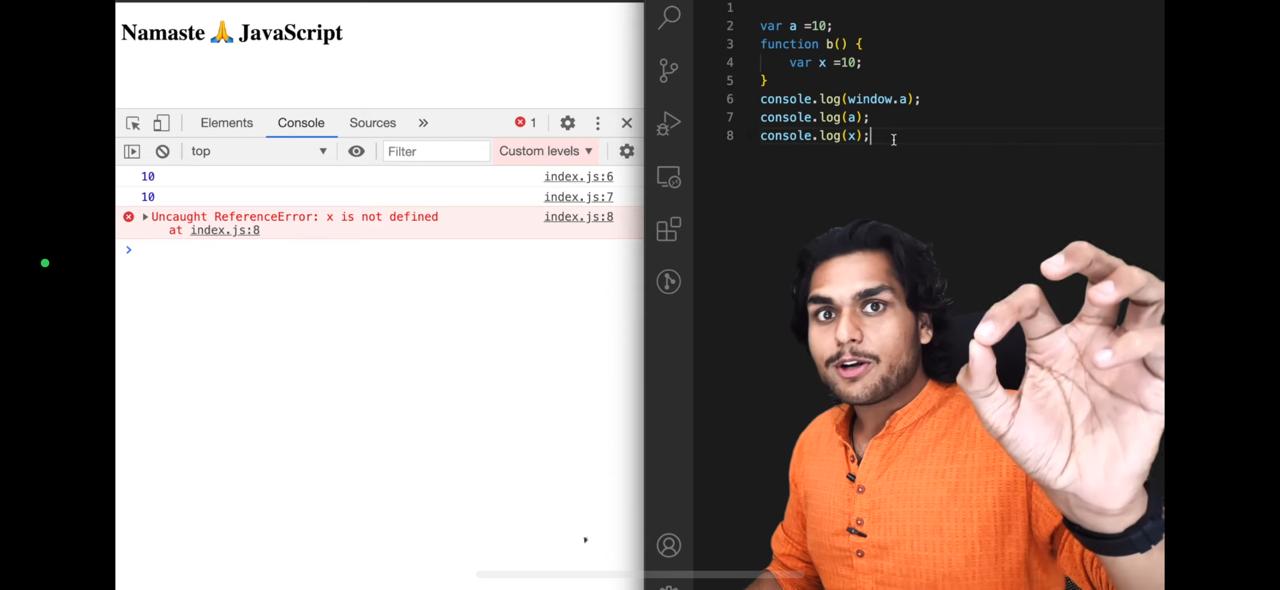 Namaste 🙏 JavaScript
Elements Console Sources 1
top Filter Custom levels
10 index.js:6
10 index.js:7
Uncaught ReferenceError: x is not defined index.js:8
at index.js:8
1
2 var a =10;
3 function b() {
4 var x =10;
5 }
6 console.log(window.a);
7 console.log(a);
8 console.log(x);